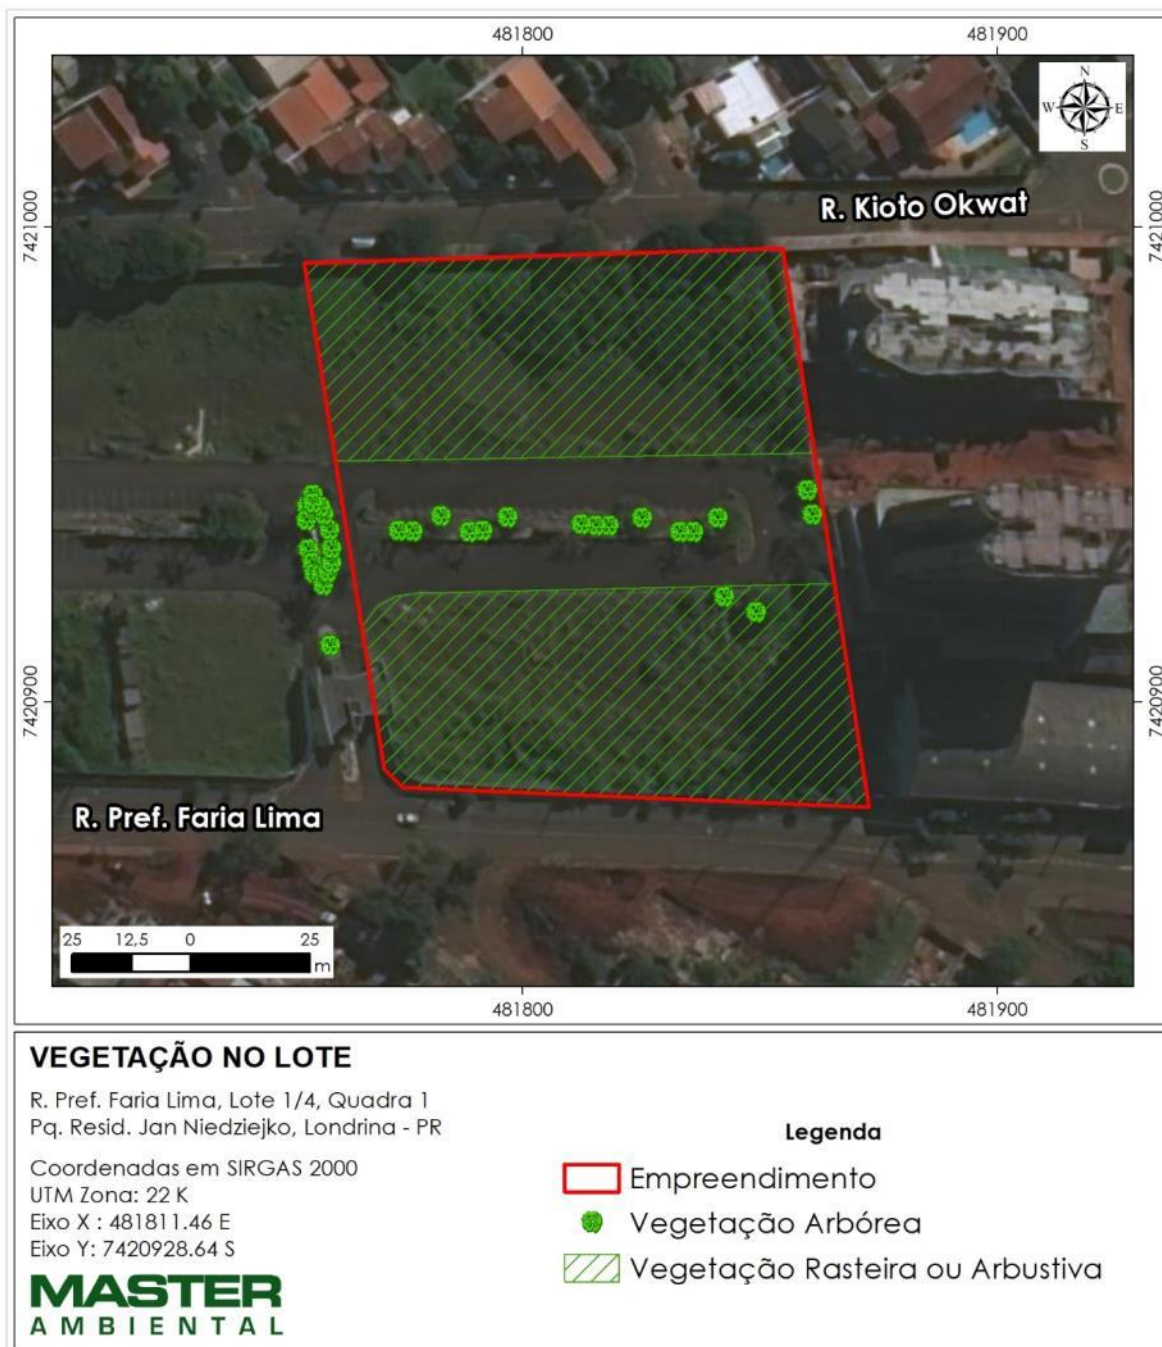 481800
481900
N
W
E
S
R. Kioto Okwat
7421000
7421000
7420900
7420900
R. Pref. Faria Lima
25
12,5
0
25
m
481800
481900
VEGETAÇÃO NO LOTE
R. Pref. Faria Lima, Lote 1/4, Quadra 1
Pq. Resid. Jan Niedziejko, Londrina - PR
Coordenadas em SIRGAS 2000
UTM Zona: 22 K
Eixo X : 481811.46 E
Eixo Y: 7420928.64 S
MASTER
AMBIENTAL
Legenda
Empreendimento
Vegetação Arbórea
Vegetação Rasteira ou Arbustiva